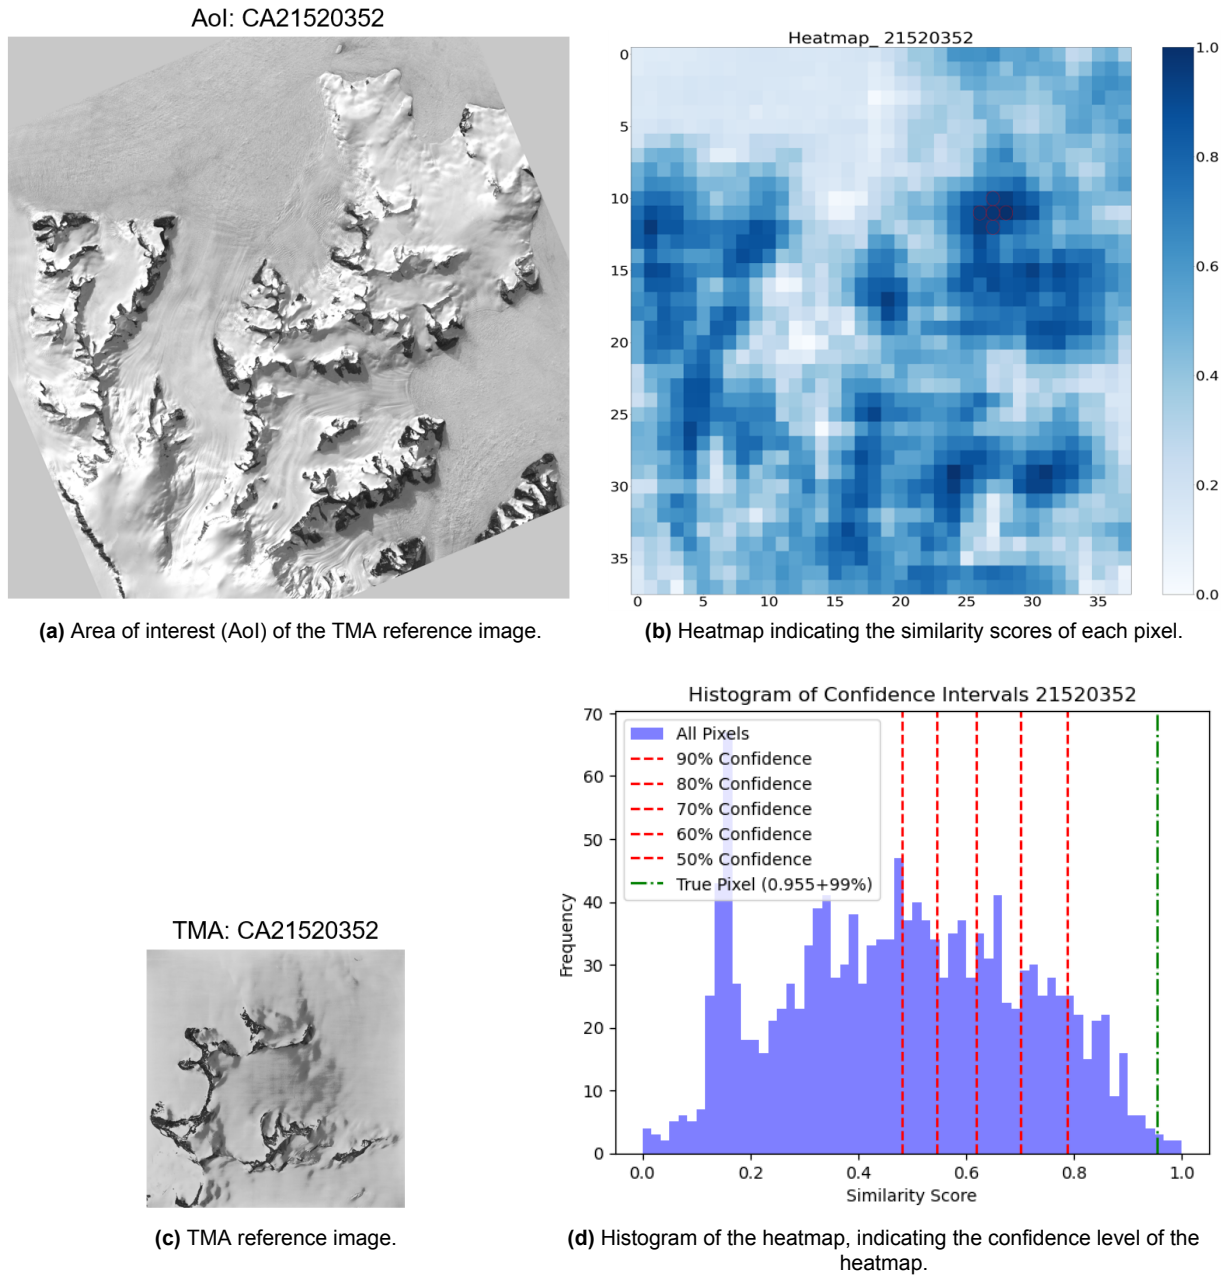 AoI: CA21520352
Heatmap_ 21520352
0
5
10
15
20
25
30
35
0 5 10 15 20 25 30 35
1.0
0.8
0.6
0.4
0.2
0.0
(a) Area of interest (AoI) of the TMA reference image.
(b) Heatmap indicating the similarity scores of each pixel.
TMA: CA21520352
(c) TMA reference image.
Histogram of Confidence Intervals 21520352
Frequency
70
60
50
40
30
20
10
0
All Pixels
90% Confidence
80% Confidence
70% Confidence
60% Confidence
50% Confidence
True Pixel (0.955+99%)
0.0 0.2 0.4 0.6 0.8 1.0
Similarity Score
(d) Histogram of the heatmap, indicating the confidence level of the
heatmap.